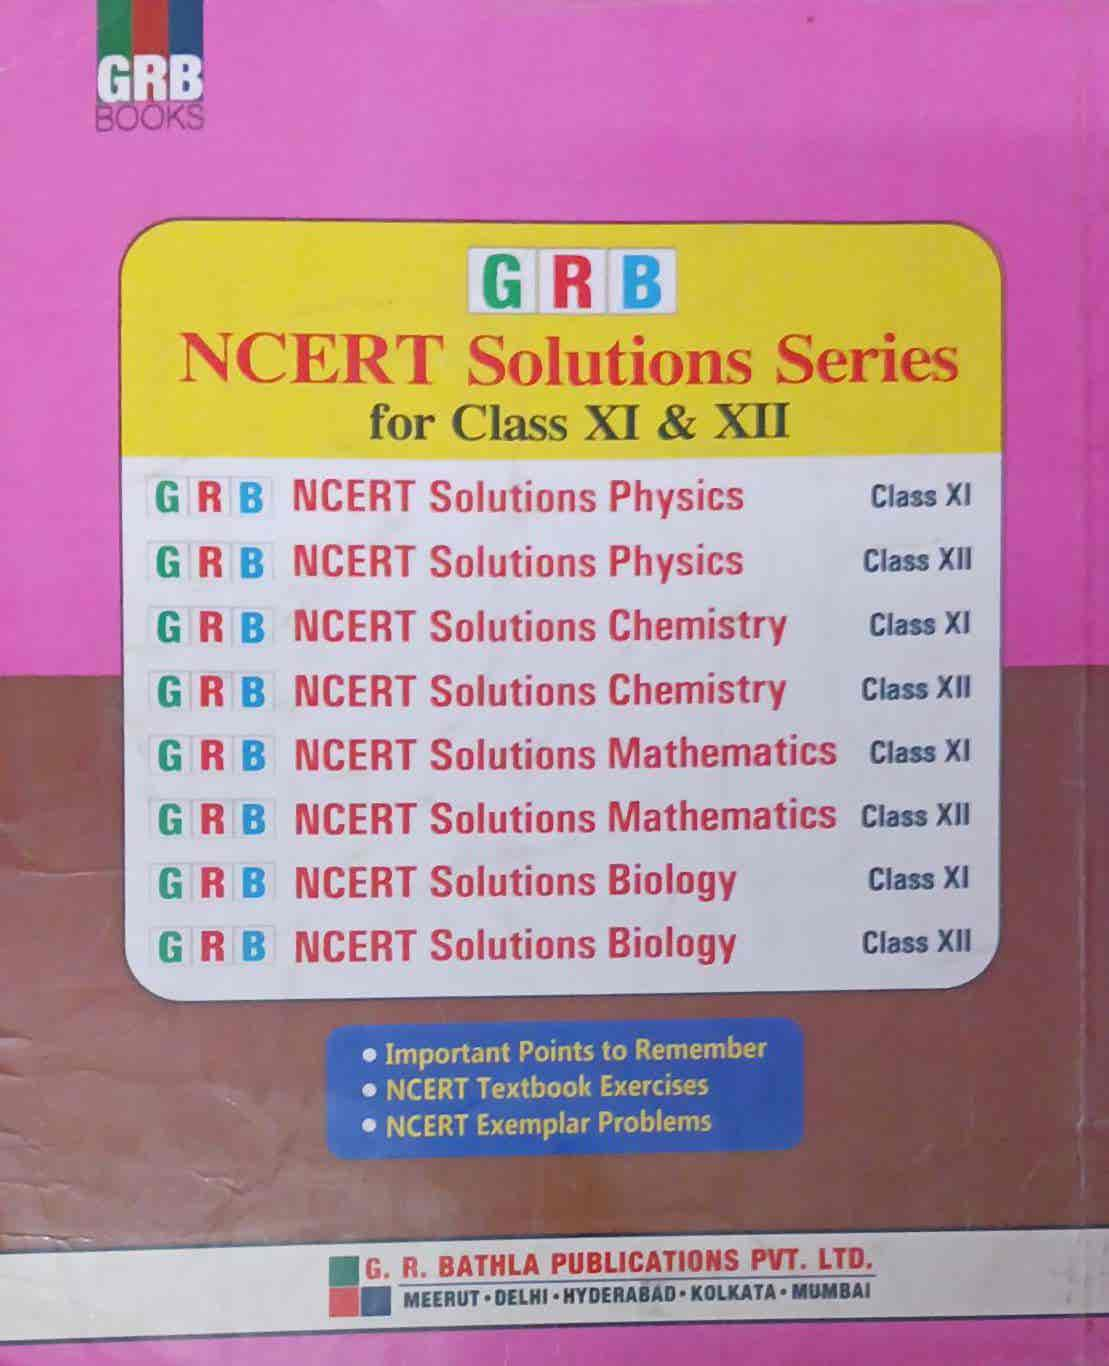 GRB
BOOKS
G R B
NCERT Solutions Series
for Class XI & XII
G R B NCERT Solutions Physics Class XI
G R B NCERT Solutions Physics Class XII
G R B NCERT Solutions Chemistry Class XI
G R B NCERT Solutions Chemistry Class XII
G R B NCERT Solutions Mathematics Class XI
G R B NCERT Solutions Mathematics Class XII
G R B NCERT Solutions Biology Class XI
G R B NCERT Solutions Biology Class XII
• Important Points to Remember
• NCERT Textbook Exercises
• NCERT Exemplar Problems
G. R. BATHLA PUBLICATIONS PVT. LTD.
MEERUT • DELHI • HYDERABAD • KOLKATA • MUMBAI